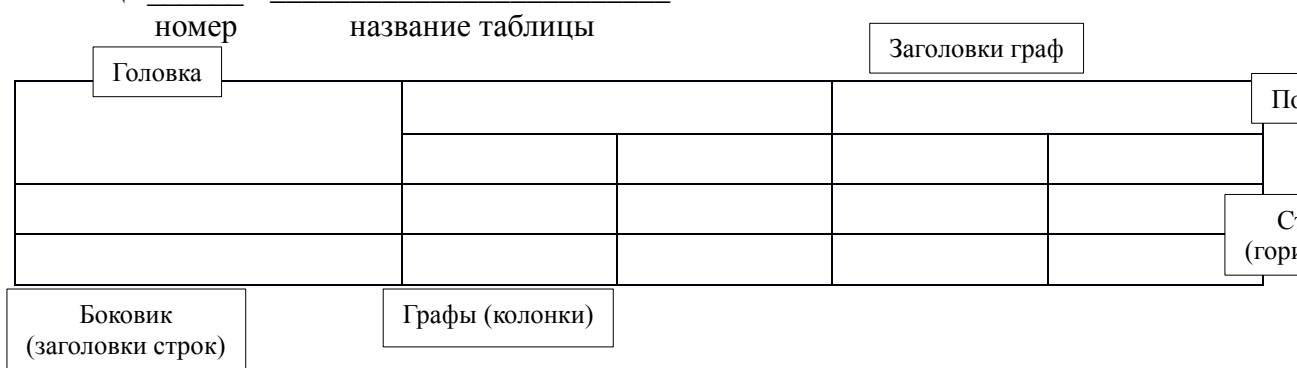 номер название таблицы
Заголовки граф
Головка
Боковик
(заголовки строк)
Графы (колонки)